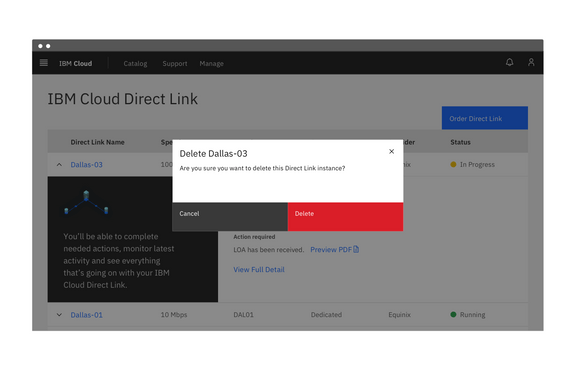 IBM Cloud Catalog Support Manage
IBM Cloud Direct Link
Order Direct Link
Direct Link Name Status
Dallas-03 In Progress
Delete Dallas-03
Are you sure you want to delete this Direct Link instance?
Cancel Delete
You'll be able to complete
needed actions, monitor latest
activity and see everything
that's going on with your IBM
Cloud Direct Link.
Action required
LOA has been received. Preview PDF
View Full Detail
Dallas-01 10 Mbps DAL01 Dedicated Equinix Running